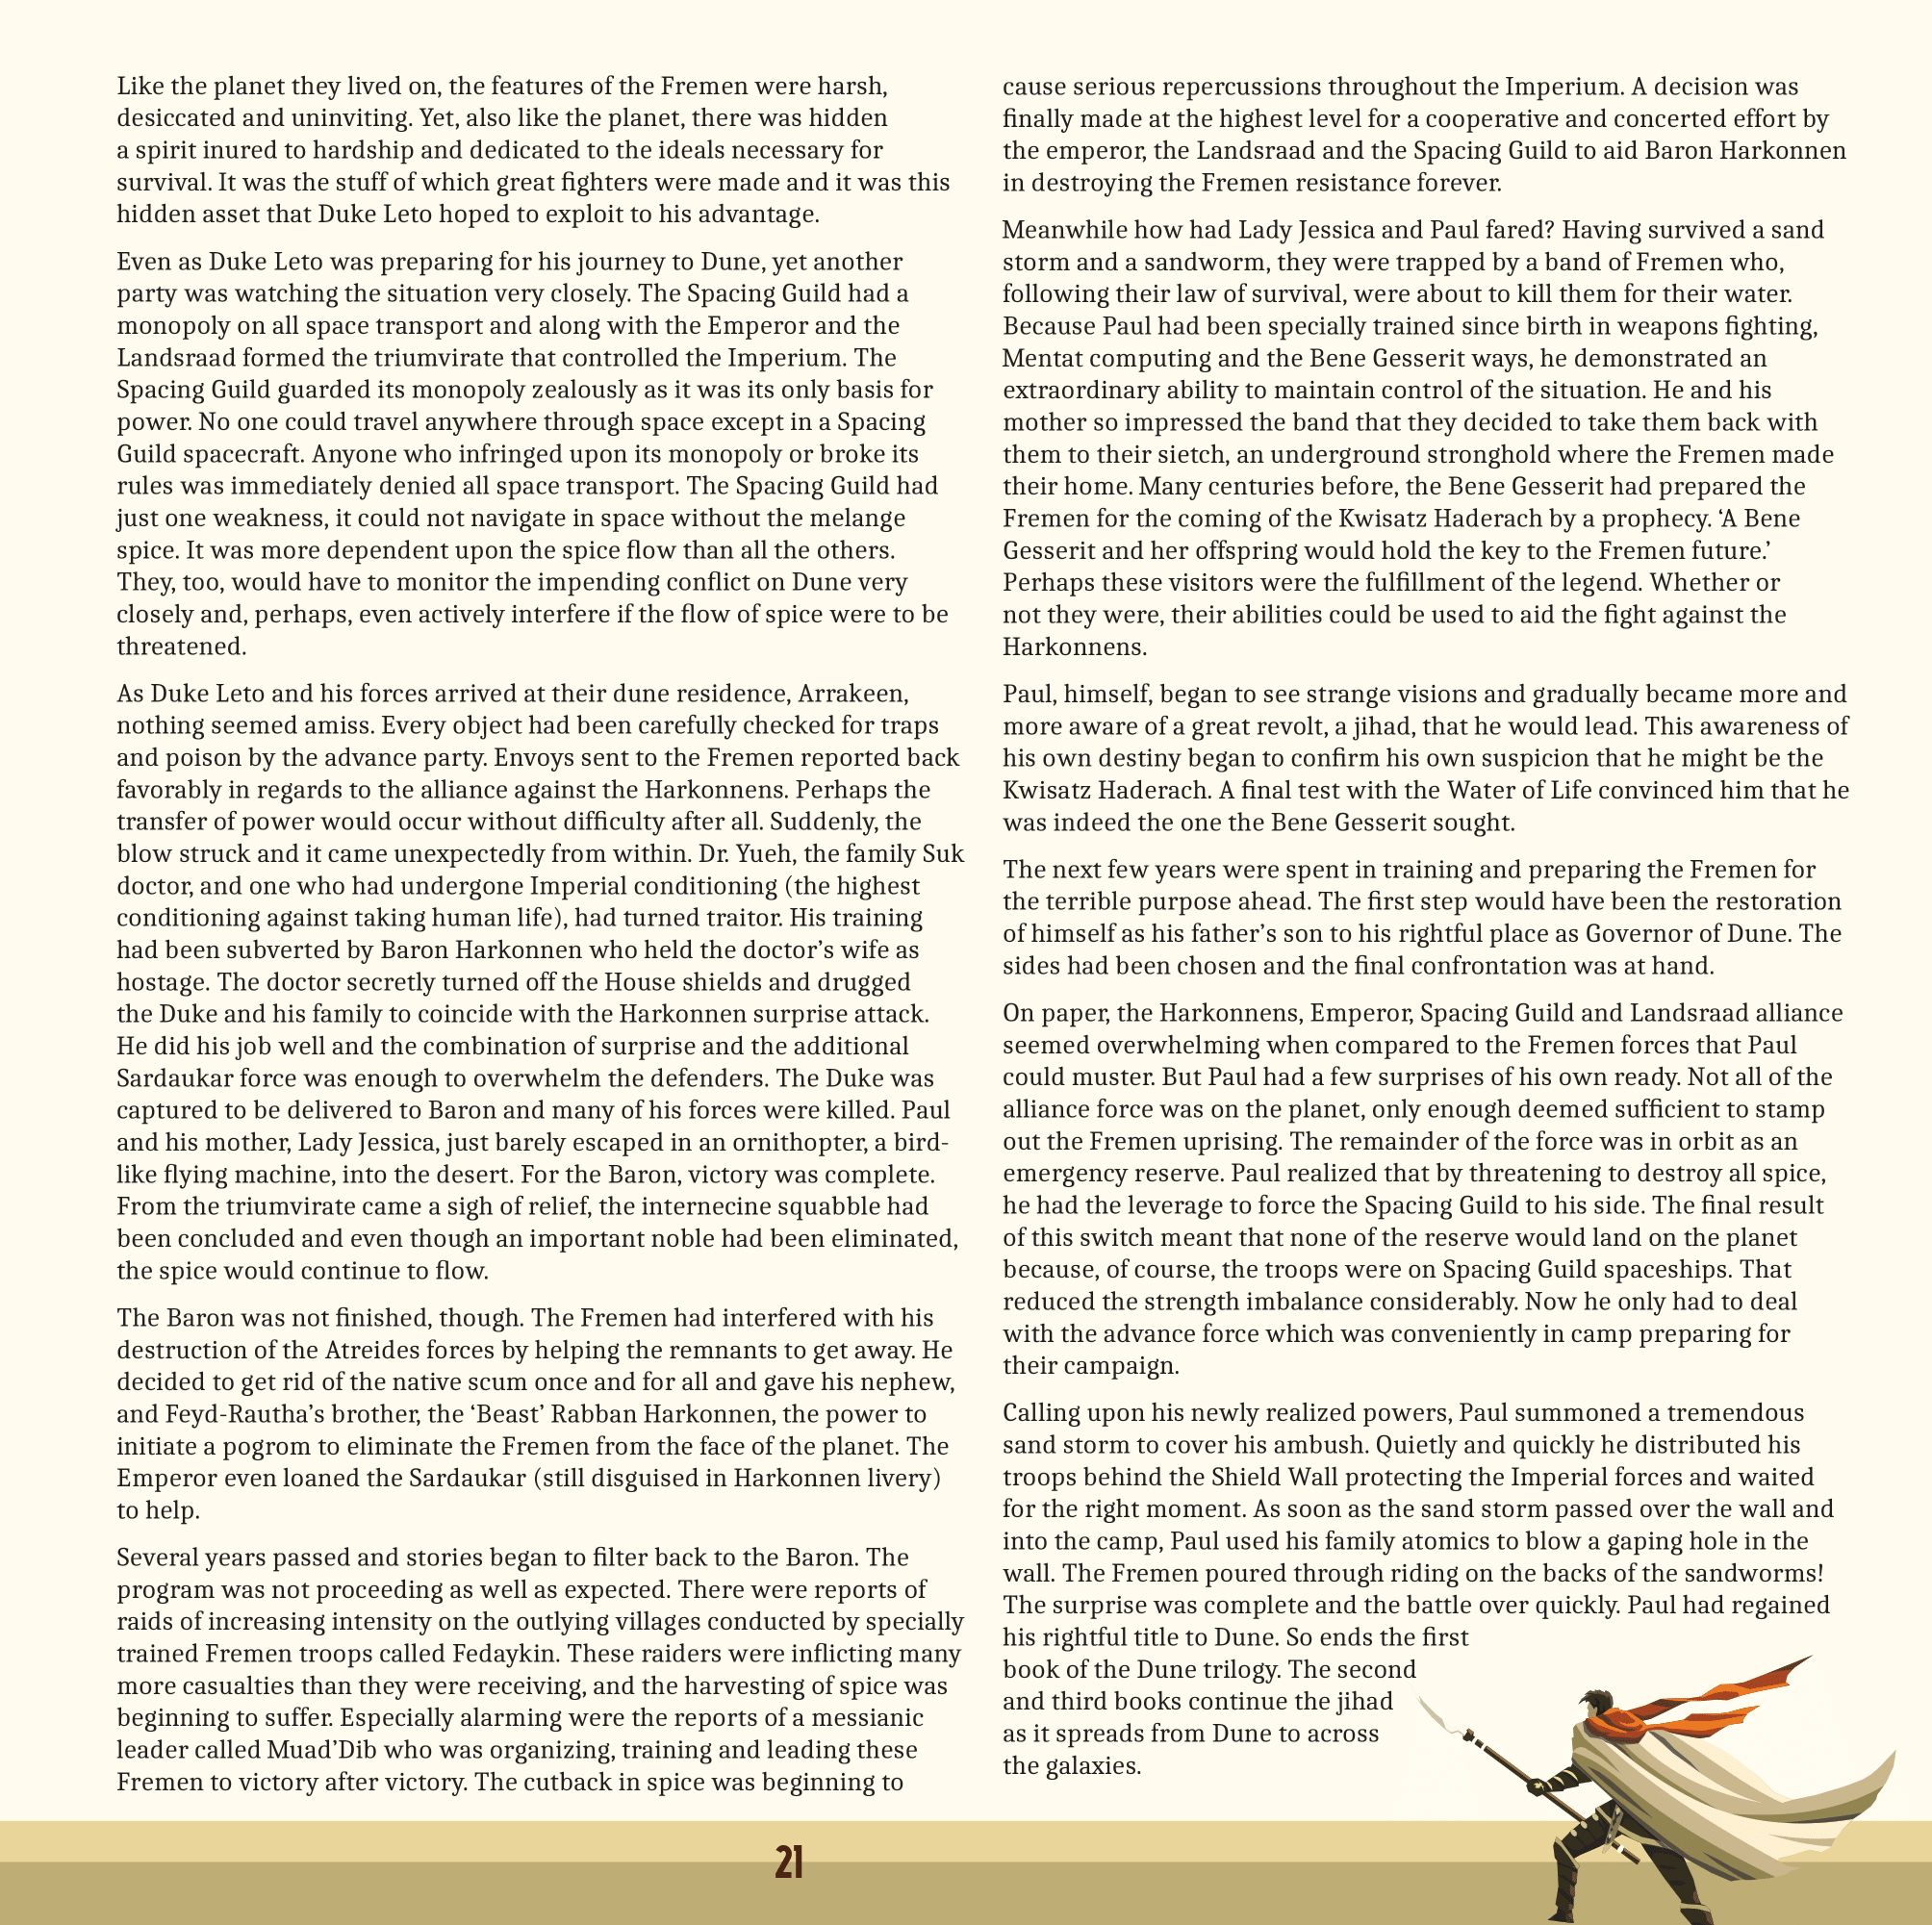 Like the planet they lived on, the features of the Fremen were harsh,
desiccated and uninviting. Yet, also like the planet, there was hidden
a spirit inured to hardship and dedicated to the ideals necessary for
survival. It was the stuff of which great fighters were made and it was this
hidden asset that Duke Leto hoped to exploit to his advantage.
Even as Duke Leto was preparing for his journey to Dune, yet another
party was watching the situation very closely. The Spacing Guild had a
monopoly on all space transport and along with the Emperor and the
Landsraad formed the triumvirate that controlled the Imperium. The
Spacing Guild guarded its monopoly zealously as it was its only basis for
power. No one could travel anywhere through space except in a Spacing
Guild spacecraft. Anyone who infringed upon its monopoly or broke its
rules was immediately denied all space transport. The Spacing Guild had
just one weakness, it could not navigate in space without the melange
spice. It was more dependent upon the spice flow than all the others.
They, too, would have to monitor the impending conflict on Dune very
closely and, perhaps, even actively interfere if the flow of spice were to be
threatened.
As Duke Leto and his forces arrived at their dune residence, Arrakeen,
nothing seemed amiss. Every object had been carefully checked for traps
and poison by the advance party. Envoys sent to the Fremen reported back
favorably in regards to the alliance against the Harkonnens. Perhaps the
transfer of power would occur without difficulty after all. Suddenly, the
blow struck and it came unexpectedly from within. Dr. Yueh, the family Suk
doctor, and one who had undergone Imperial conditioning (the highest
conditioning against taking human life), had turned traitor. His training
had been subverted by Baron Harkonnen who held the doctor’s wife as
hostage. The doctor secretly turned off the House shields and drugged
the Duke and his family to coincide with the Harkonnen surprise attack.
He did his job well and the combination of surprise and the additional
Sardaukar force was enough to overwhelm the defenders. The Duke was
captured to be delivered to Baron and many of his forces were killed. Paul
and his mother, Lady Jessica, just barely escaped in an ornithopter, a bird-
like flying machine, into the desert. For the Baron, victory was complete.
From the triumvirate came a sigh of relief, the internecine squabble had
been concluded and even though an important noble had been eliminated,
the spice would continue to flow.
The Baron was not finished, though. The Fremen had interfered with his
destruction of the Atreides forces by helping the remnants to get away. He
decided to get rid of the native scum once and for all and gave his nephew,
and Feyd-Rautha’s brother, the ‘Beast’ Rabban Harkonnen, the power to
initiate a pogrom to eliminate the Fremen from the face of the planet. The
Emperor even loaned the Sardaukar (still disguised in Harkonnen livery)
to help.
Several years passed and stories began to filter back to the Baron. The
program was not proceeding as well as expected. There were reports of
raids of increasing intensity on the outlying villages conducted by specially
trained Fremen troops called Fedaykin. These raiders were inflicting many
more casualties than they were receiving, and the harvesting of spice was
beginning to suffer. Especially alarming were the reports of a messianic
leader called Muad’Dib who was organizing, training and leading these
Fremen to victory after victory. The cutback in spice was beginning to
cause serious repercussions throughout the Imperium. A decision was
finally made at the highest level for a cooperative and concerted effort by
the emperor, the Landsraad and the Spacing Guild to aid Baron Harkonnen
in destroying the Fremen resistance forever.
Meanwhile how had Lady Jessica and Paul fared? Having survived a sand
storm and a sandworm, they were trapped by a band of Fremen who,
following their law of survival, were about to kill them for their water.
Because Paul had been specially trained since birth in weapons fighting,
Mentat computing and the Bene Gesserit ways, he demonstrated an
extraordinary ability to maintain control of the situation. He and his
mother so impressed the band that they decided to take them back with
them to their sietch, an underground stronghold where the Fremen made
their home. Many centuries before, the Bene Gesserit had prepared the
Fremen for the coming of the Kwisatz Haderach by a prophecy. ‘A Bene
Gesserit and her offspring would hold the key to the Fremen future.’
Perhaps these visitors were the fulfillment of the legend. Whether or
not they were, their abilities could be used to aid the fight against the
Harkonnens.
Paul, himself, began to see strange visions and gradually became more and
more aware of a great revolt, a jihad, that he would lead. This awareness of
his own destiny began to confirm his own suspicion that he might be the
Kwisatz Haderach. A final test with the Water of Life convinced him that he
was indeed the one the Bene Gesserit sought.
The next few years were spent in training and preparing the Fremen for
the terrible purpose ahead. The first step would have been the restoration
of himself as his father’s son to his rightful place as Governor of Dune. The
sides had been chosen and the final confrontation was at hand.
On paper, the Harkonnens, Emperor, Spacing Guild and Landsraad alliance
seemed overwhelming when compared to the Fremen forces that Paul
could muster. But Paul had a few surprises of his own ready. Not all of the
alliance force was on the planet, only enough deemed sufficient to stamp
out the Fremen uprising. The remainder of the force was in orbit as an
emergency reserve. Paul realized that by threatening to destroy all spice,
he had the leverage to force the Spacing Guild to his side. The final result
of this switch meant that none of the reserve would land on the planet
because, of course, the troops were on Spacing Guild spaceships. That
reduced the strength imbalance considerably. Now he only had to deal
with the advance force which was conveniently in camp preparing for
their campaign.
Calling upon his newly realized powers, Paul summoned a tremendous
sand storm to cover his ambush. Quietly and quickly he distributed his
troops behind the Shield Wall protecting the Imperial forces and waited
for the right moment. As soon as the sand storm passed over the wall and
into the camp, Paul used his family atomics to blow a gaping hole in the
wall. The Fremen poured through riding on the backs of the sandworms!
The surprise was complete and the battle over quickly. Paul had regained
his rightful title to Dune. So ends the first
book of the Dune trilogy. The second
and third books continue the jihad
as it spreads from Dune to across
the galaxies.
21